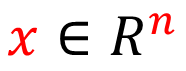 x ∈ Rⁿ